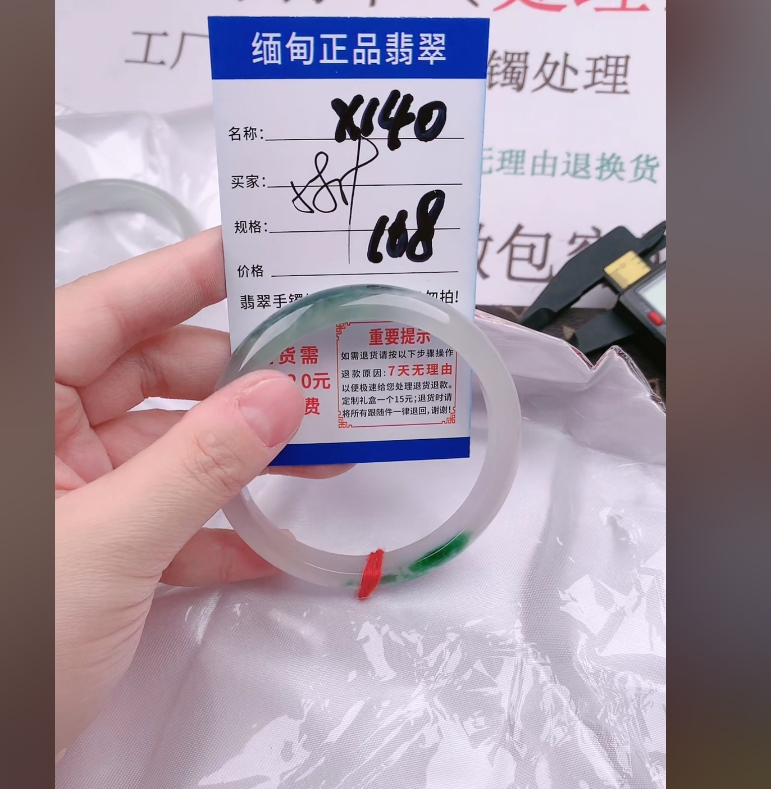 处理
工厂
镯处理
无理由退换货
缅甸正品翡翠
名称: X140
买家:
规格: 168
价格
翡翠手镯 勿拍!
货需
20元
费
重要提示
如需退货请按以下步骤操作
退款原因:7天无理由
以便极速给您处理退货退款。
定制礼盒一个15元;退货时请
将所有跟随件一律退回,谢谢!